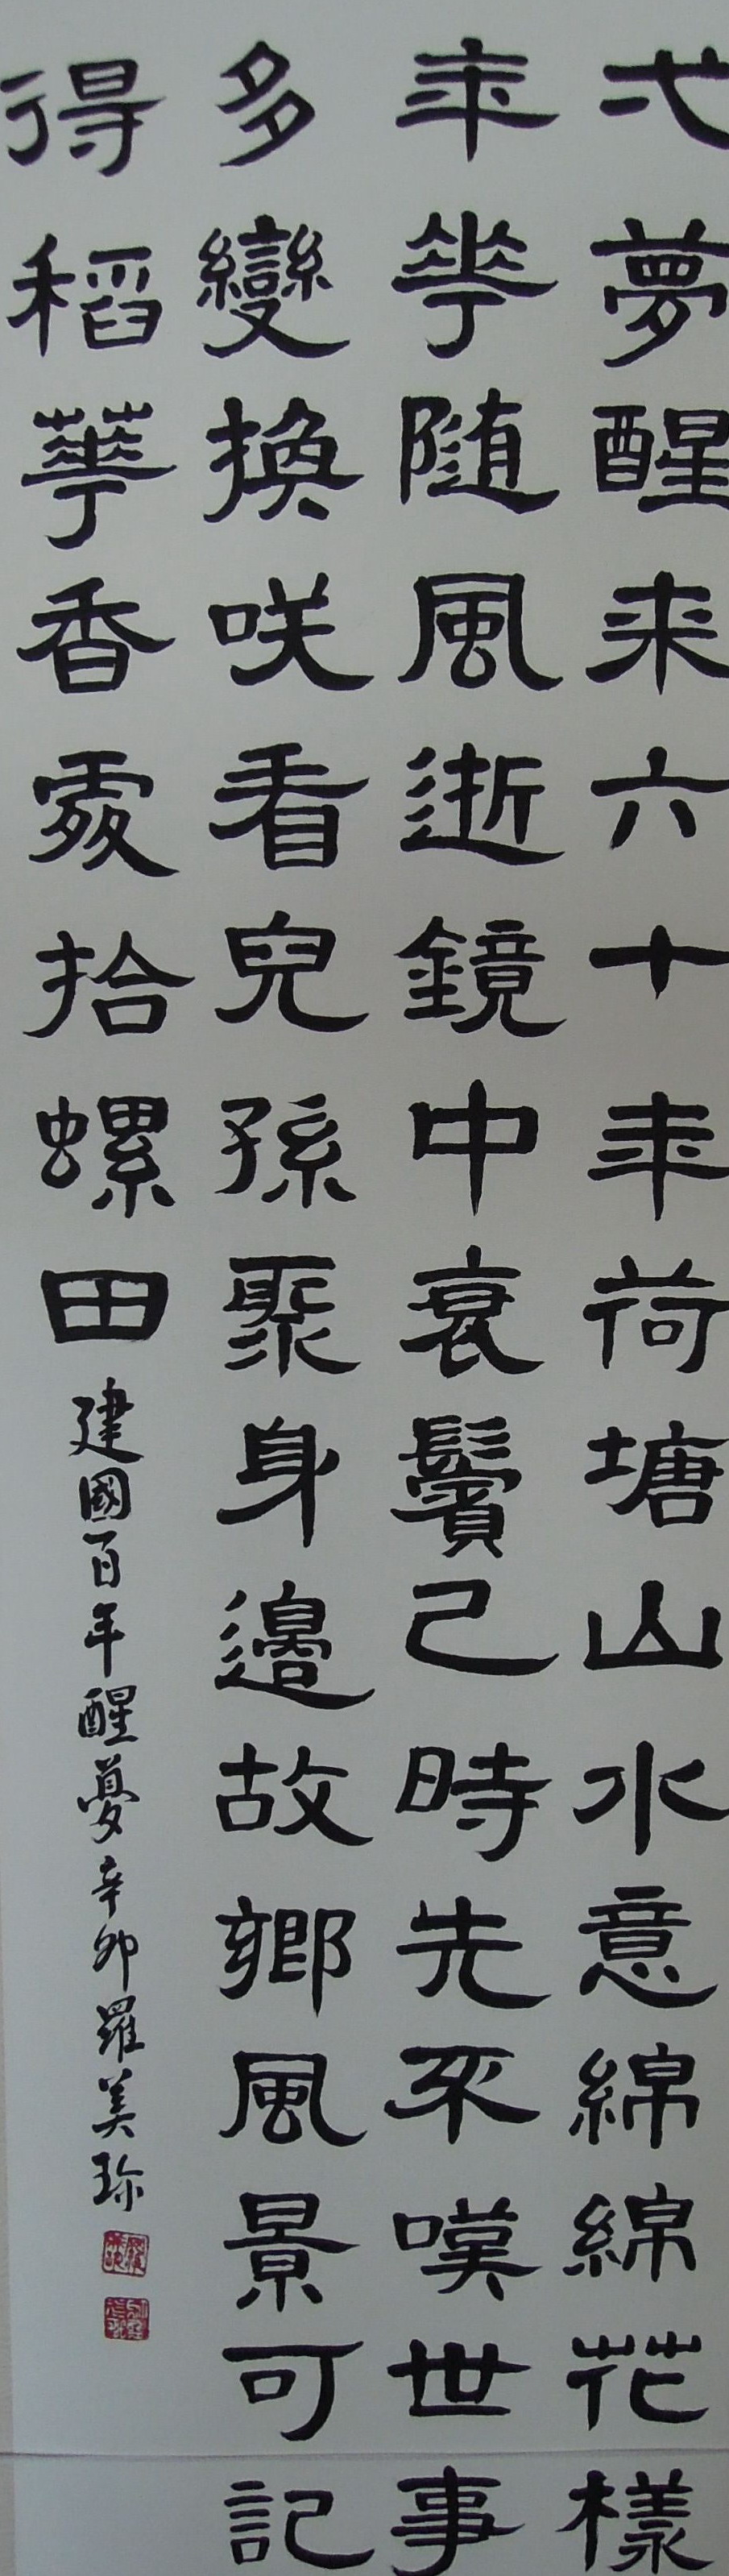 弌夢醒来六十年荷塘山水意綿綿花樣
年華随風逝鏡中衰鬢已時先不嘆世事
多變換咲看兒孫聚身邊故鄉風景可記
得稻華香處拾螺田
建國百年醒夢辛卯羅美珎